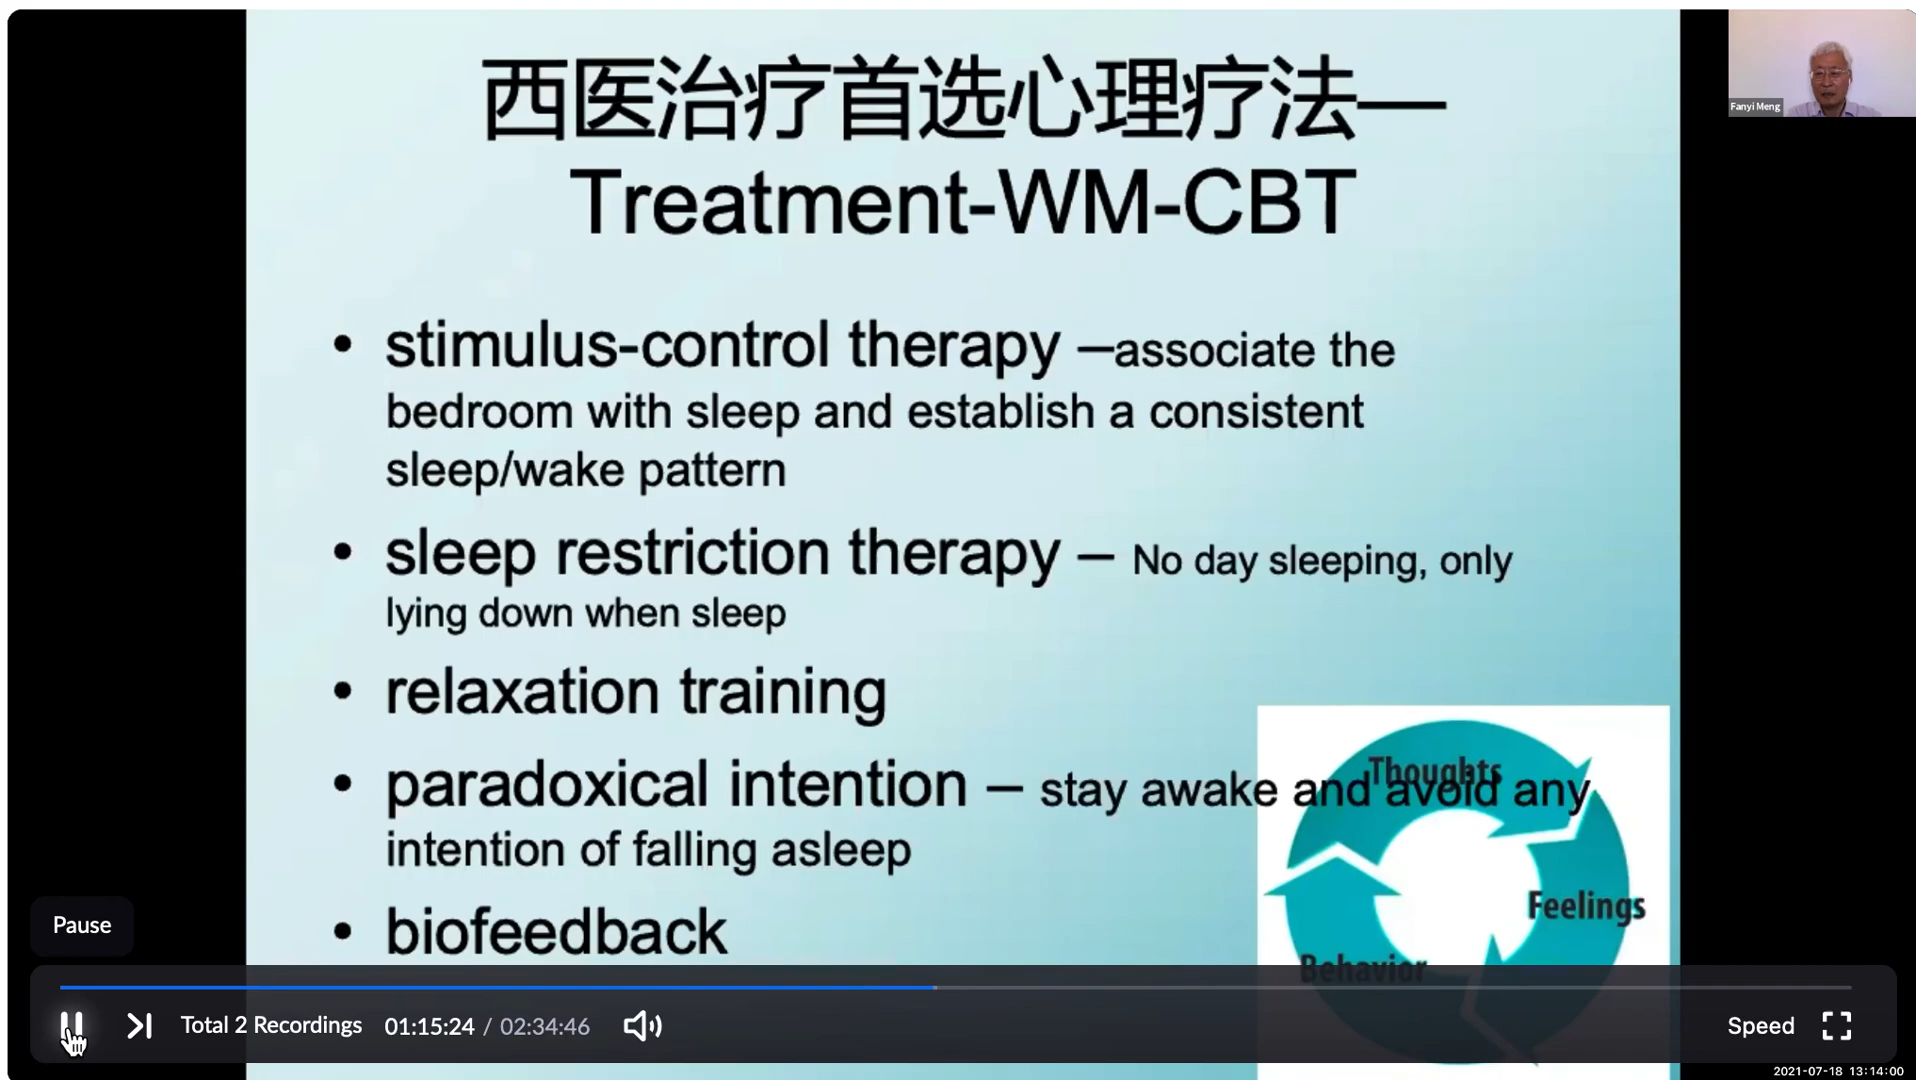 西医治疗首选心理疗法—
Treatment-WM-CBT
Fanyi Meng
• stimulus-control therapy –associate the
bedroom with sleep and establish a consistent
sleep/wake pattern
• sleep restriction therapy – No day sleeping, only
lying down when sleep
• relaxation training
• paradoxical intention – stay awake and avoid any
intention of falling asleep
• biofeedback
Thoughts
Feelings
Behavior
Pause
Total 2 Recordings 01:15:24 / 02:34:46
Speed
2021-07-18 13:14:00